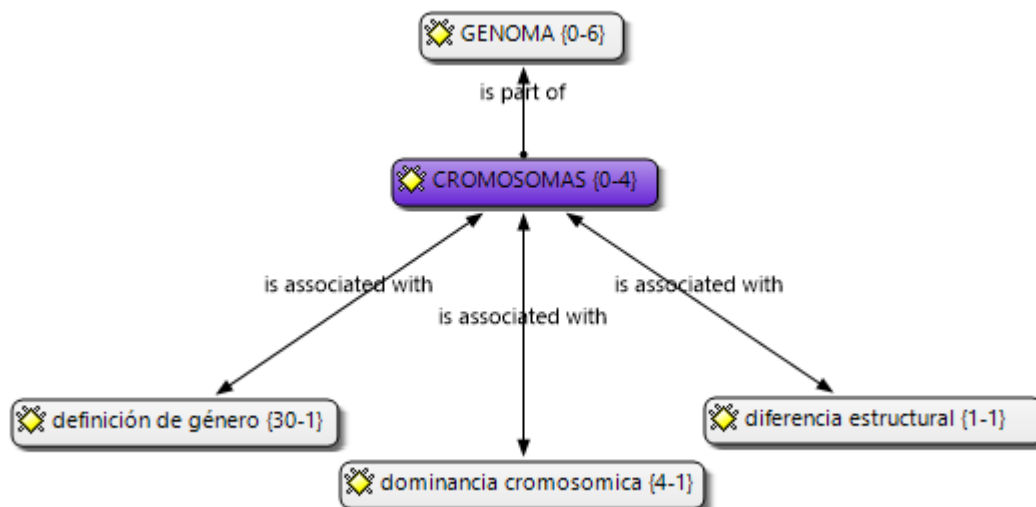 GENOMA {0-6}
is part of
CROMOSOMAS {0-4}
is associated with
is associated with
is associated with
definición de género {30-1}
diferencia estructural {1-1}
dominancia cromosomica {4-1}